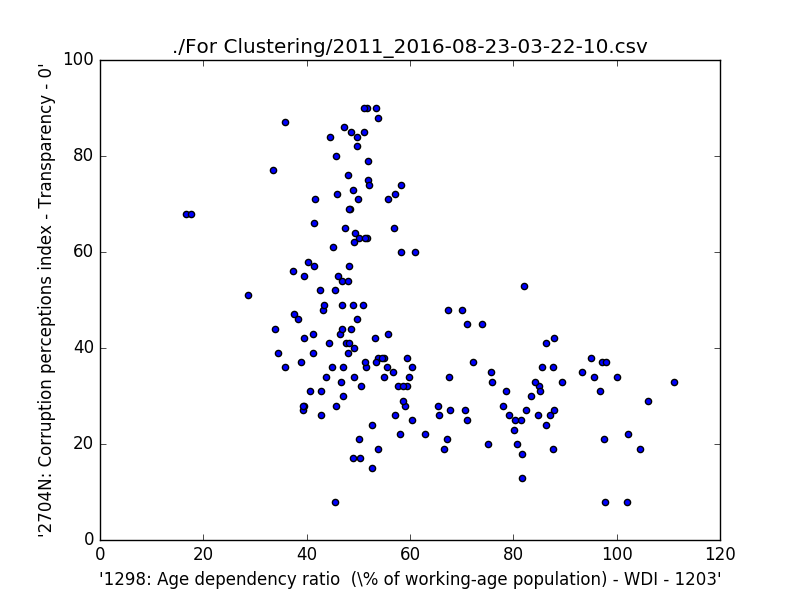 ./For Clustering/2011_2016-08-23-03-22-10.csv
100
80
60
40
20
0
'2704N: Corruption perceptions index - Transparency - 0'
0 20 40 60 80 100 120
'1298: Age dependency ratio  (\% of working-age population) - WDI - 1203'